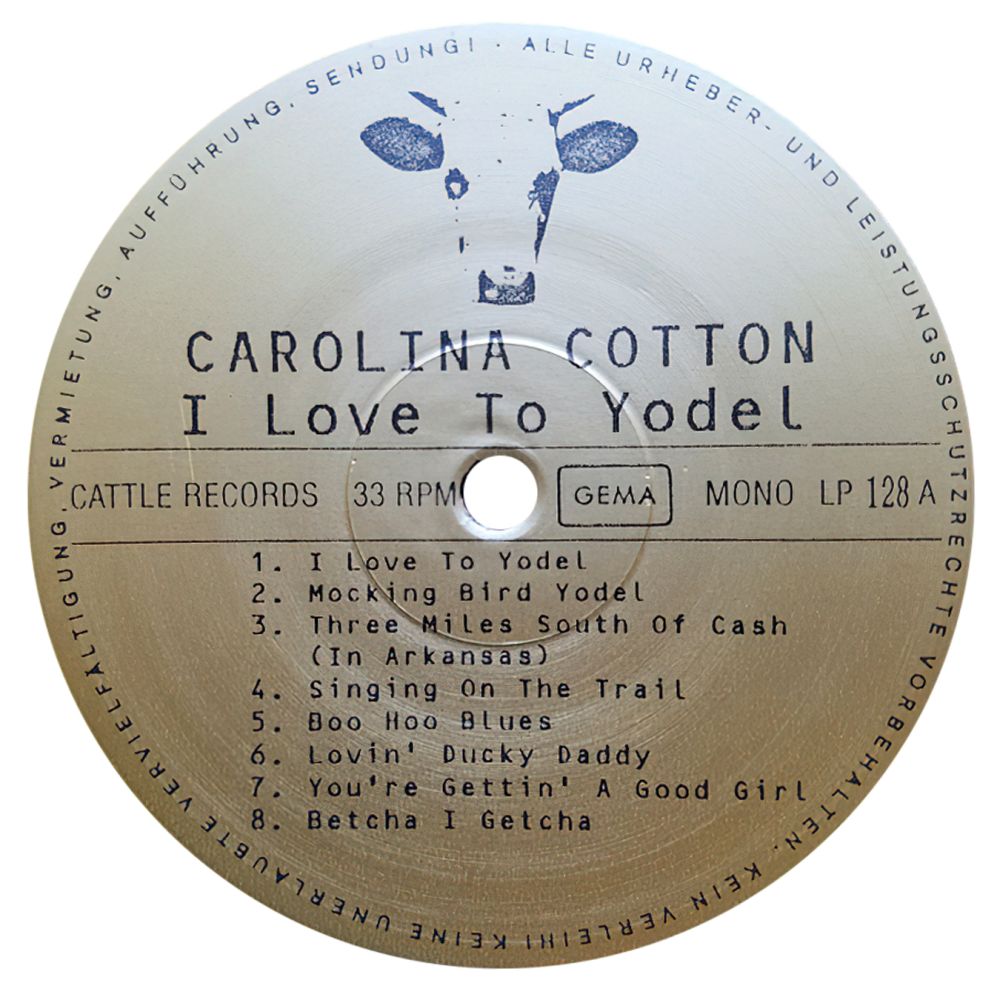 ALLE URHEBER- UND LEISTUNGSSCHUTZRECHTE VORBEHALTEN, KEIN VERLEIH! KEINE UNERLAUBTE VERVIELFÄLTIGUNG, VERMIETUNG, AUFFÜHRUNG, SENDUNG! ·
CAROLINA COTTON
I Love To Yodel
CATTLE RECORDS 33 RPM GEMA MONO LP 128 A
1. I Love To Yodel
2. Mocking Bird Yodel
3. Three Miles South Of Cash
(In Arkansas)
4. Singing On The Trail
5. Boo Hoo Blues
6. Lovin' Ducky Daddy
7. You're Gettin' A Good Girl
8. Betcha I Getcha